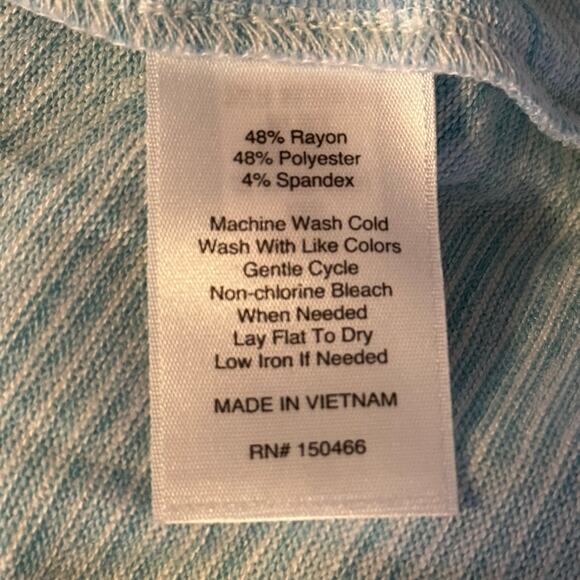 48% Rayon
48% Polyester
4% Spandex
Machine Wash Cold
Wash With Like Colors
Gentle Cycle
Non-chlorine Bleach
When Needed
Lay Flat To Dry
Low Iron If Needed
MADE IN VIETNAM
RN# 150466